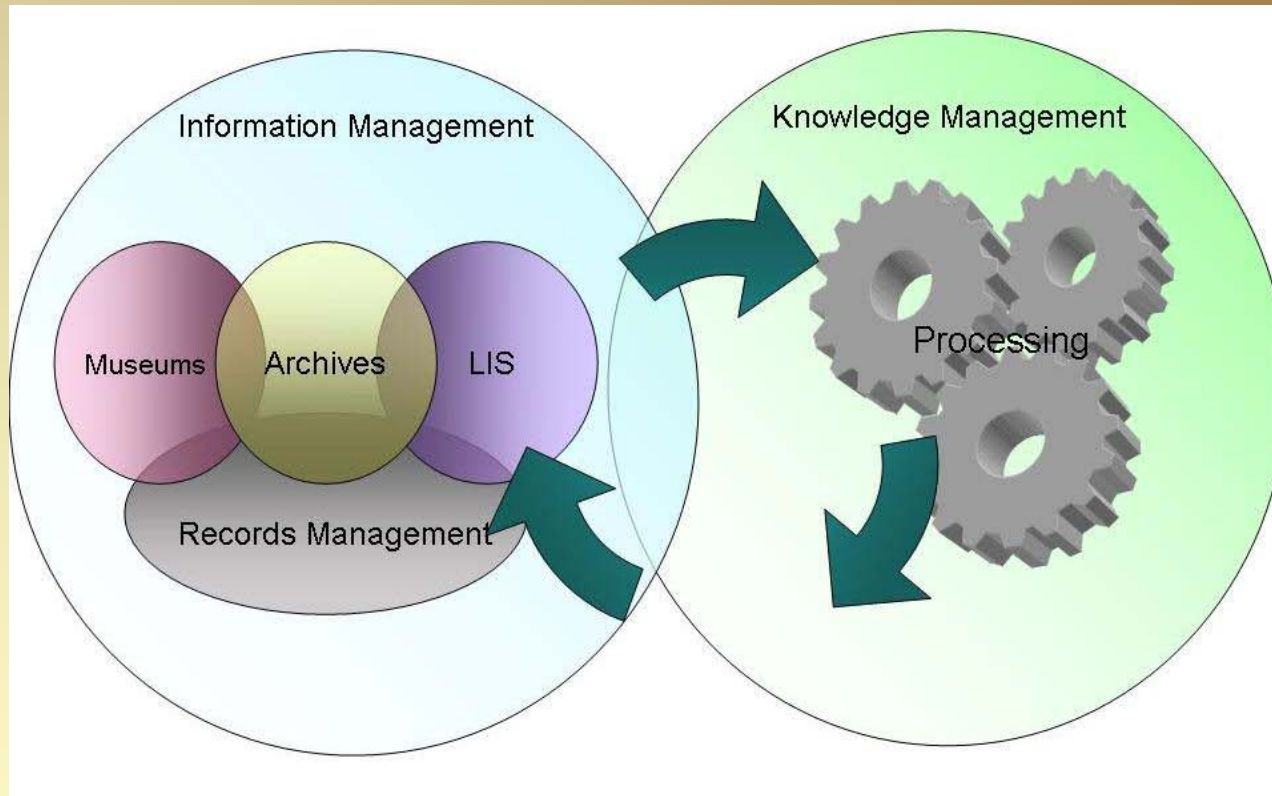 Information Management
Knowledge Management
Museums
Archives
LIS
Processing
Records Management